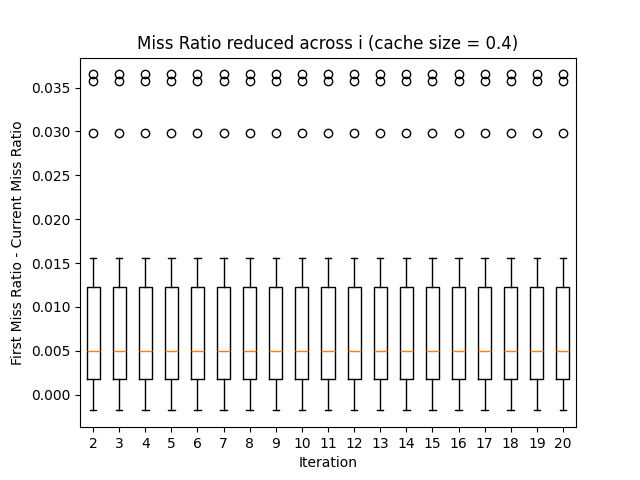 Miss Ratio reduced across i (cache size = 0.4)
First Miss Ratio - Current Miss Ratio
0.035
0.030
0.025
0.020
0.015
0.010
0.005
0.000
2 3 4 5 6 7 8 9 10 11 12 13 14 15 16 17 18 19 20
Iteration